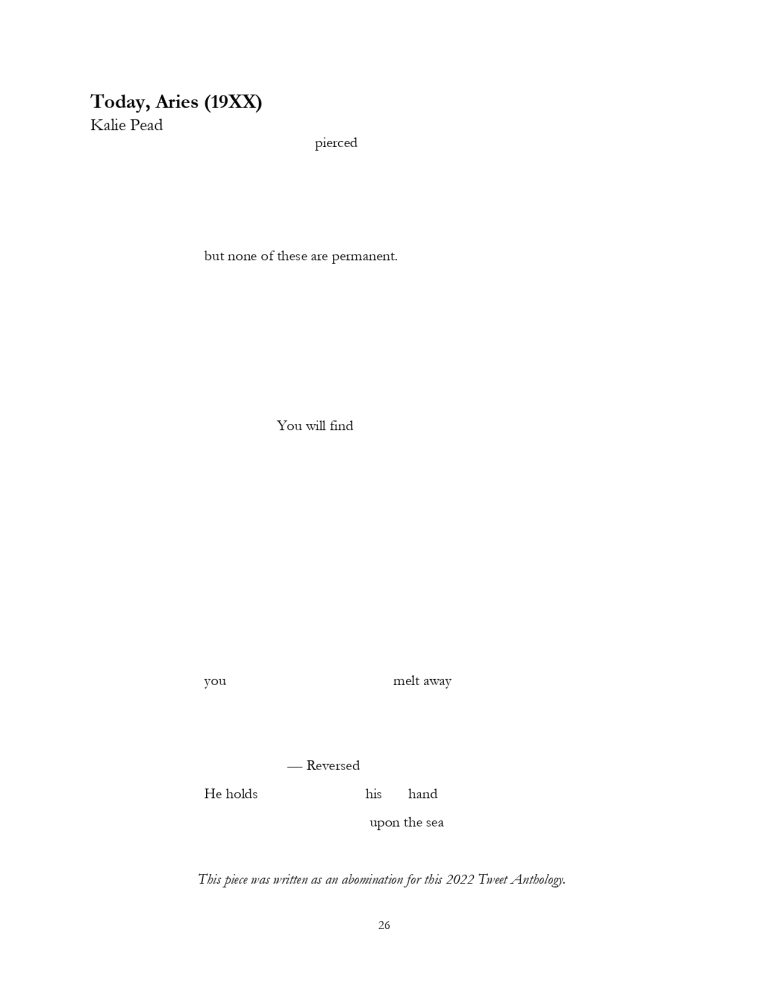 Today, Aries (19XX)
Kalie Pead
pierced
but none of these are permanent.
You will find
you melt away
— Reversed
He holds his hand
upon the sea
This piece was written as an abomination for this 2022 Tweet Anthology.
26